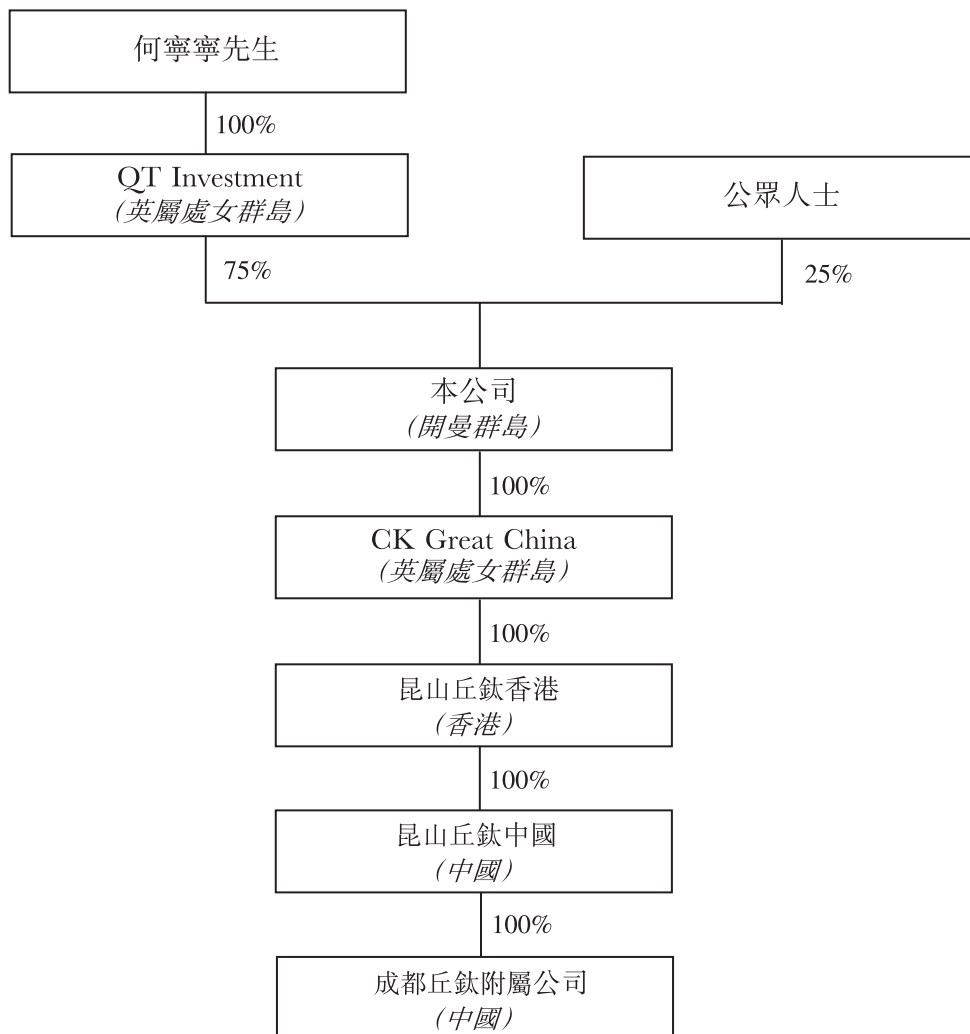 何寧寧先生
100%
QT Investment
(英屬處女群島)
公眾人士
75%
25%
本公司
(開曼群島)
100%
CK Great China
(英屬處女群島)
100%
昆山丘鈦香港
(香港)
100%
昆山丘鈦中國
(中國)
100%
成都丘鈦附屬公司
(中國)